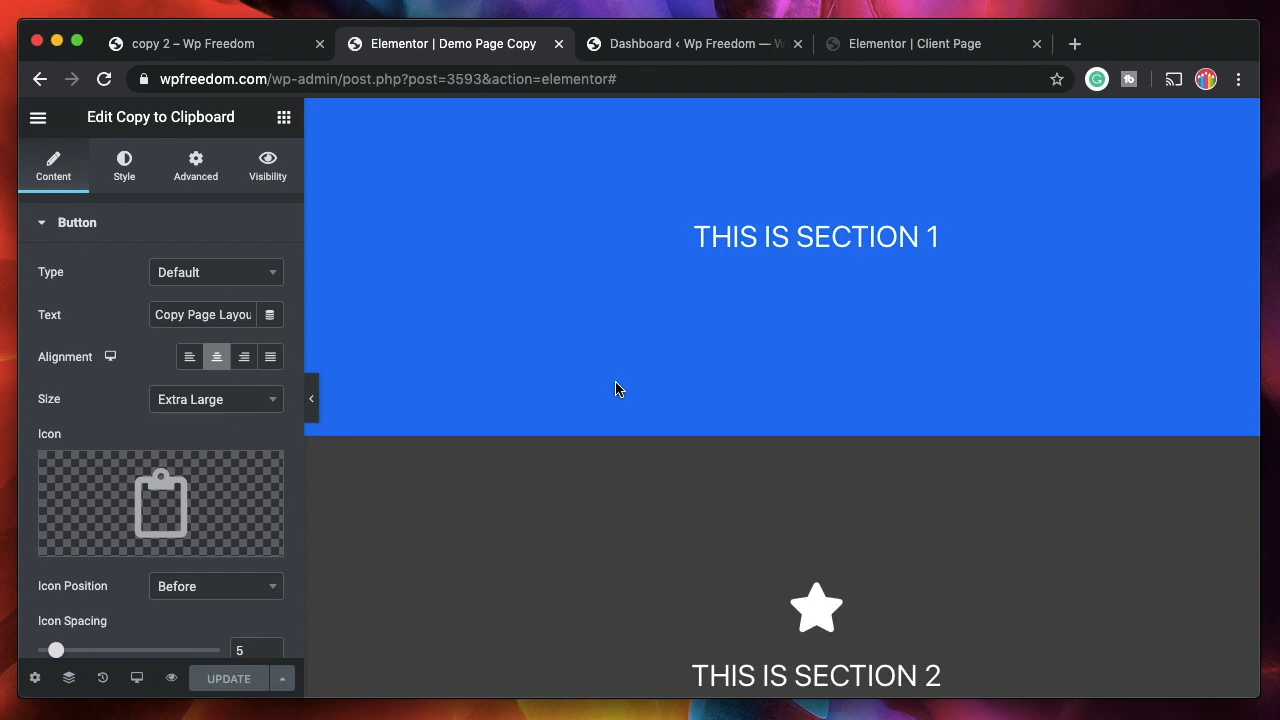 copy 2 – Wp Freedom
Elementor | Demo Page Copy
Dashboard ‹ Wp Freedom — W
Elementor | Client Page
wpfreedom.com/wp-admin/post.php?post=3593&action=elementor#
Edit Copy to Clipboard
Content
Style
Advanced
Visibility
Button
Type
Default
Text
Copy Page Layou
Alignment
Size
Extra Large
Icon
Icon Position
Before
Icon Spacing
5
UPDATE
THIS IS SECTION 1
THIS IS SECTION 2